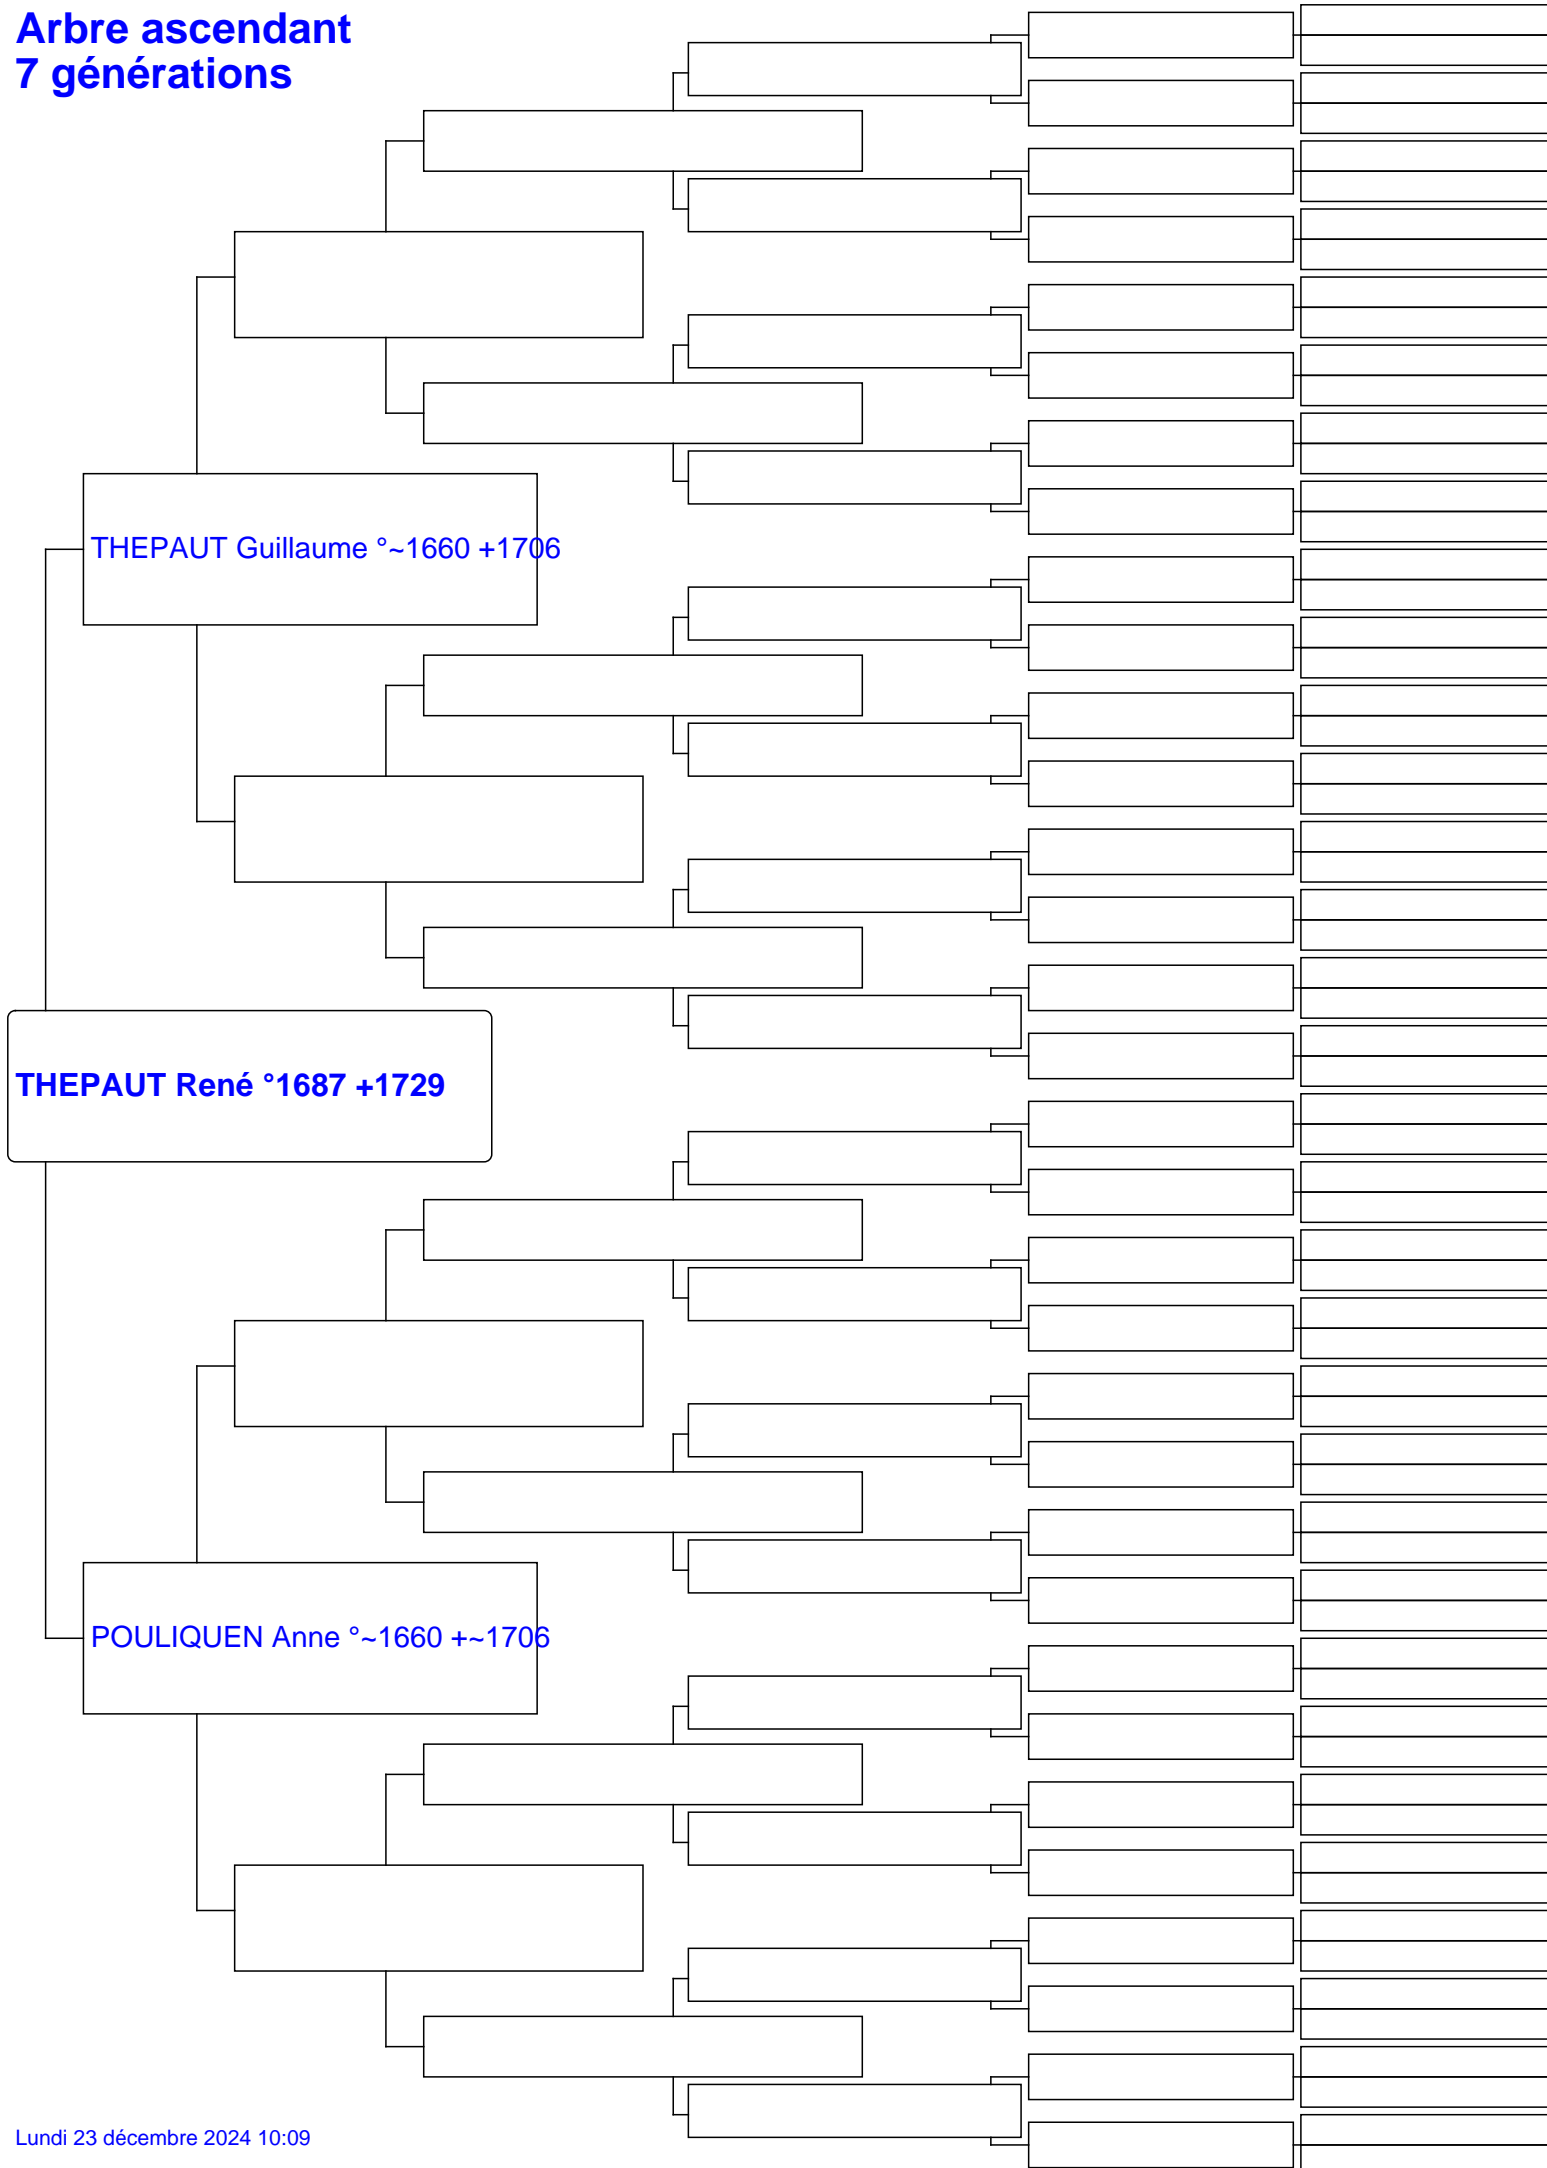 Arbre ascendant
7 générations
THEPAUT Guillaume °~1660 +1706
THEPAUT René °1687 +1729
POULIQUEN Anne °~1660 +~1706
Lundi 23 décembre 2024 10:09